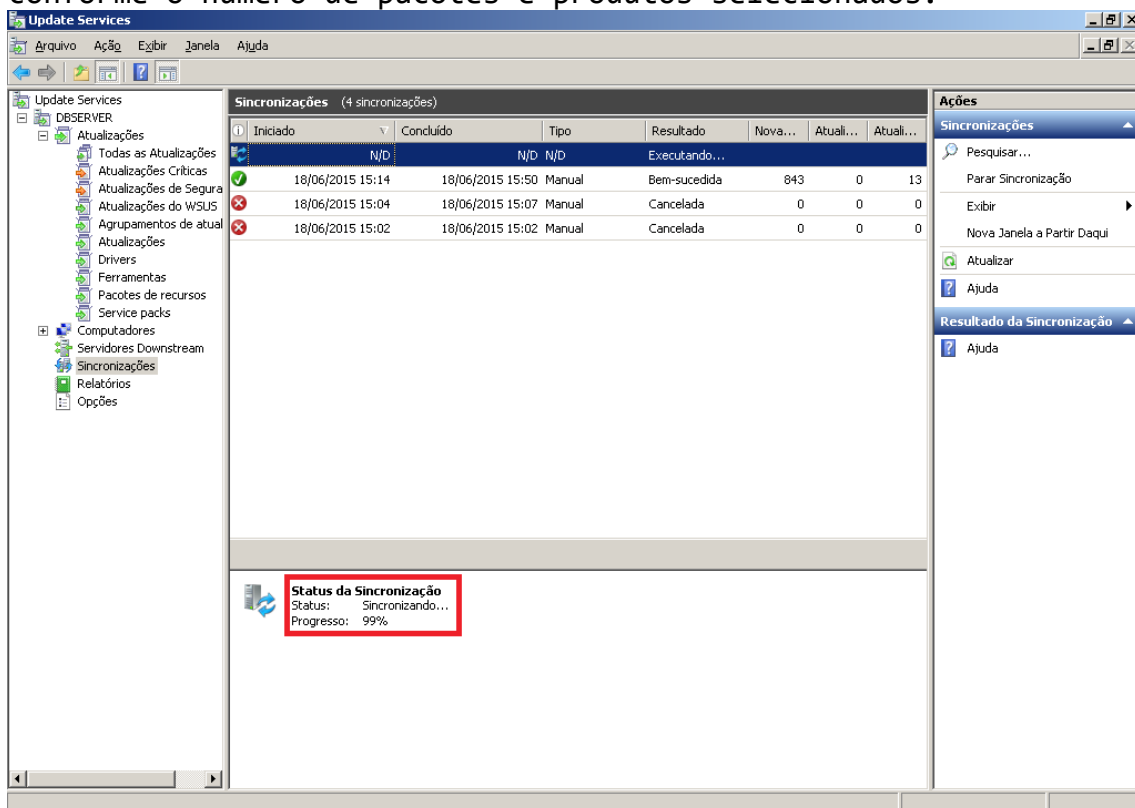 conforme o número de pacotes e produtos selecionados.
Update Services
Arquivo Ação Exibir Janela Ajuda
Update Services
DBSERVER
Atualizações
Todas as Atualizações
Atualizações Críticas
Atualizações de Segura
Atualizações do WSUS
Agrupamentos de atual
Atualizações
Drivers
Ferramentas
Pacotes de recursos
Service packs
Computadores
Servidores Downstream
Sincronizações
Relatórios
Opções
Sincronizações (4 sincronizações)
Iniciado Concluído Tipo Resultado Nova... Atuali... Atuali...
N/D N/D N/D Executando...
18/06/2015 15:14 18/06/2015 15:50 Manual Bem-sucedida 843 0 13
18/06/2015 15:04 18/06/2015 15:07 Manual Cancelada 0 0 0
18/06/2015 15:02 18/06/2015 15:02 Manual Cancelada 0 0 0
Status da Sincronização
Status: Sincronizando...
Progresso: 99%
Ações
Sincronizações
Pesquisar...
Parar Sincronização
Exibir
Nova Janela a Partir Daqui
Atualizar
Ajuda
Resultado da Sincronização
Ajuda